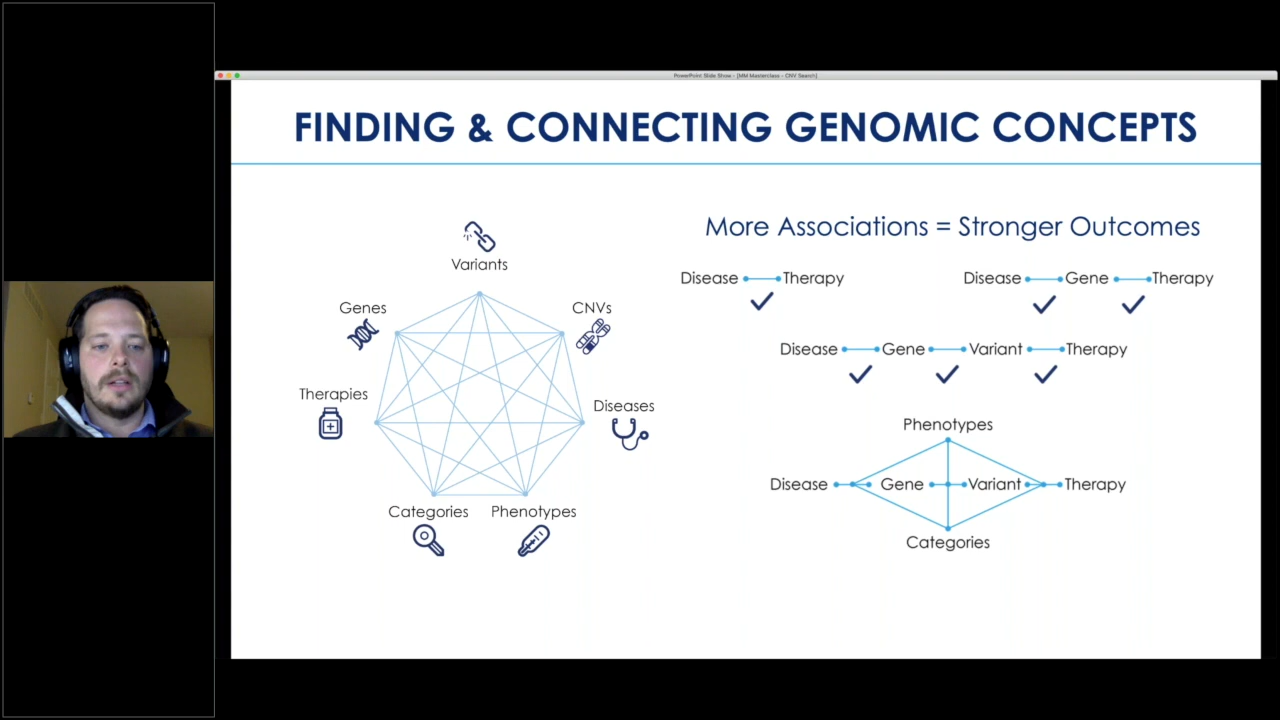 PowerPoint Slide Show - [MM Masterclass - CNV Search]
FINDING & CONNECTING GENOMIC CONCEPTS
More Associations = Stronger Outcomes
Variants
Genes
CNVs
Therapies
Diseases
Categories
Phenotypes
Disease Therapy
Disease Gene Therapy
Disease Gene Variant Therapy
Phenotypes
Disease Gene Variant Therapy
Categories